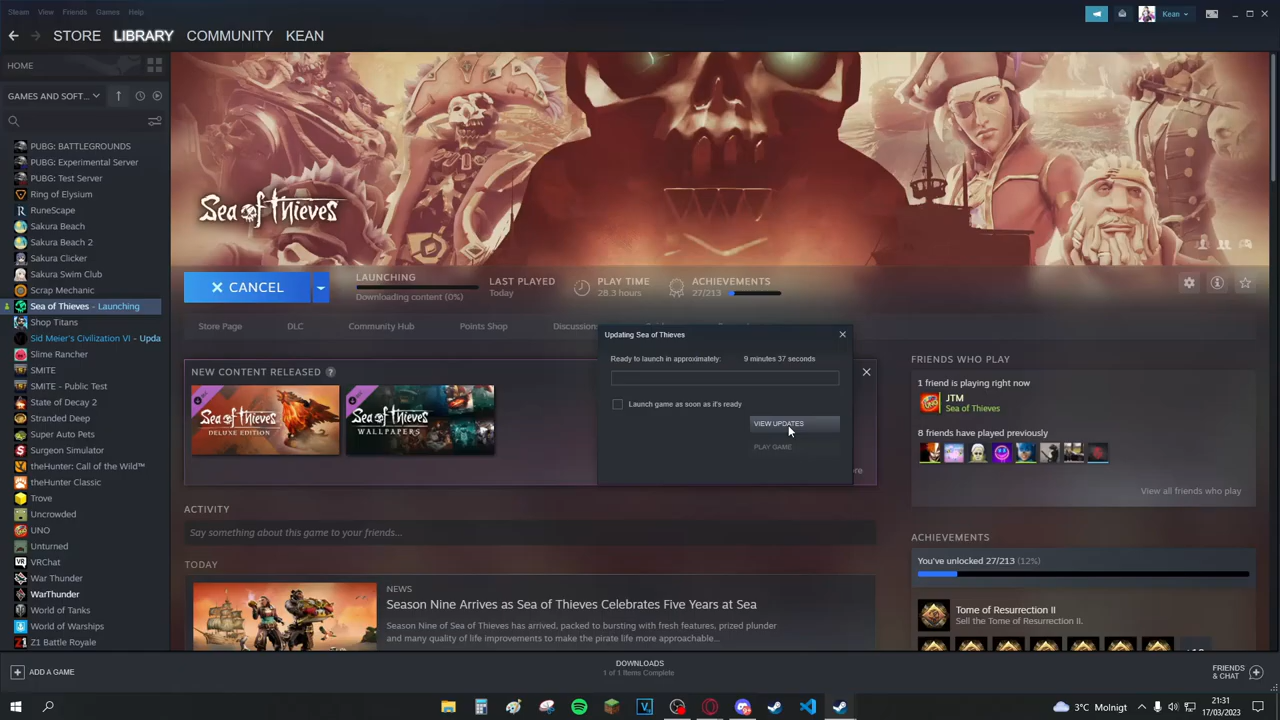 Steam View Friends Games Help
Kean
STORE LIBRARY COMMUNITY KEAN
HOME
GAMES AND SOFT...
PUBG: BATTLEGROUNDS
PUBG: Experimental Server
PUBG: Test Server
Ring of Elysium
RuneScape
Sakura Beach
Sakura Beach 2
Sakura Clicker
Sakura Swim Club
Scrap Mechanic
Sea of Thieves - Launching
Shop Titans
Sid Meier's Civilization VI - Upda
Slime Rancher
SMITE
SMITE - Public Test
State of Decay 2
Stranded Deep
Super Auto Pets
Surgeon Simulator
theHunter: Call of the Wild™
theHunter Classic
Trove
Uncrowded
UNO
Unturned
VRChat
War Thunder
WarThunder
World of Tanks
World of Warships
Z1 Battle Royale
Sea of Thieves
CANCEL
LAUNCHING
Downloading content (0%)
LAST PLAYED
Today
PLAY TIME
28.3 hours
ACHIEVEMENTS
27/213
Store Page DLC Community Hub Points Shop Discussion
Updating Sea of Thieves
Ready to launch in approximately: 9 minutes 37 seconds
Launch game as soon as it's ready
VIEW UPDATES
PLAY GAME
NEW CONTENT RELEASED ?
Sea of Thieves
DELUXE EDITION
Sea of Thieves
WALLPAPERS
ore
ACTIVITY
Say something about this game to your friends...
TODAY
NEWS
Season Nine Arrives as Sea of Thieves Celebrates Five Years at Sea
Season Nine of Sea of Thieves has arrived, packed to bursting with fresh features, prized plunder
and many quality of life improvements to make the pirate life more approachable...
FRIENDS WHO PLAY
1 friend is playing right now
JTM
Sea of Thieves
8 friends have played previously
View all friends who play
ACHIEVEMENTS
You've unlocked 27/213 (12%)
Tome of Resurrection II
Sell the Tome of Resurrection II.
ADD A GAME
DOWNLOADS
1 of 1 Items Complete
FRIENDS
& CHAT
3°C Molnigt
21:31
17/03/2023